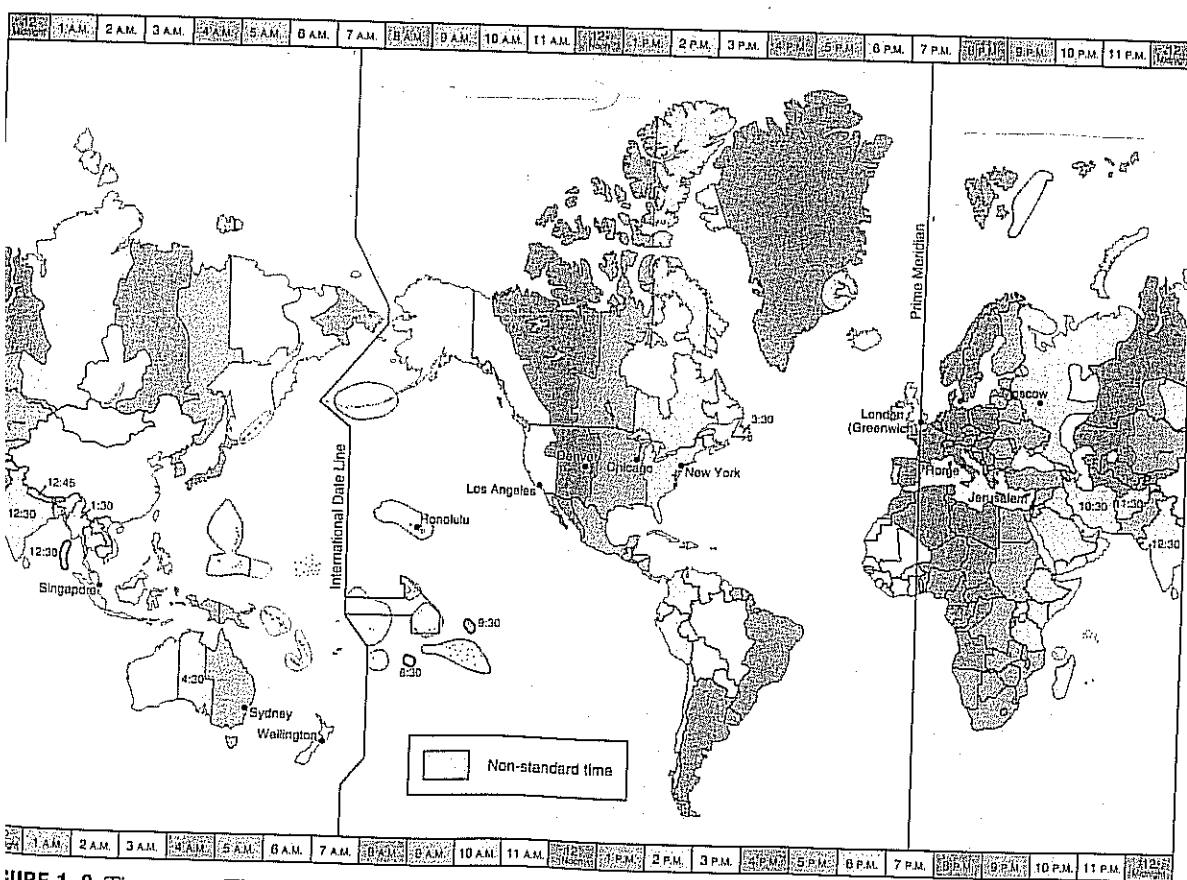 12 Midnight 1 A.M. 2 A.M. 3 A.M. 4 A.M. 5 A.M. 6 A.M. 7 A.M. 8 A.M. 9 A.M. 10 A.M. 11 A.M. 12 Noon 1 P.M. 2 P.M. 3 P.M. 4 P.M. 5 P.M. 6 P.M. 7 P.M. 8 P.M. 9 P.M. 10 P.M. 11 P.M. 12
Prime Meridian
Moscow
London
(Greenwich)
3:30
Denver
Chicago
New York
Rome
Jerusalem
Los Angeles
12:45
12:30
1:30
International Date Line
Honolulu
10:30
11:30
12:30
12:30
Singapore
9:30
8:30
4:30
Sydney
Wellington
Non-standard time
1 A.M. 2 A.M. 3 A.M. 4 A.M. 5 A.M. 6 A.M. 7 A.M. 8 A.M. 9 A.M. 10 A.M. 11 A.M. 12 Noon 1 P.M. 2 P.M. 3 P.M. 4 P.M. 5 P.M. 6 P.M. 7 P.M. 8 P.M. 9 P.M. 10 P.M. 11 P.M. 12